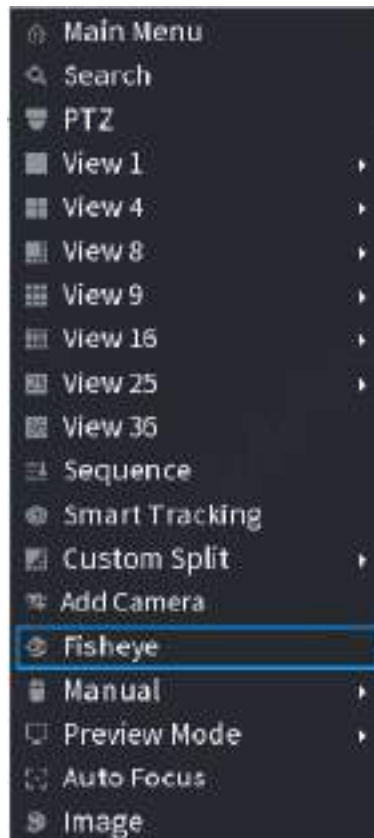 Main Menu
Search
PTZ
View 1
View 4
View 8
View 9
View 16
View 25
View 36
Sequence
Smart Tracking
Custom Split
Add Camera
Fisheye
Manual
Preview Mode
Auto Focus
Image